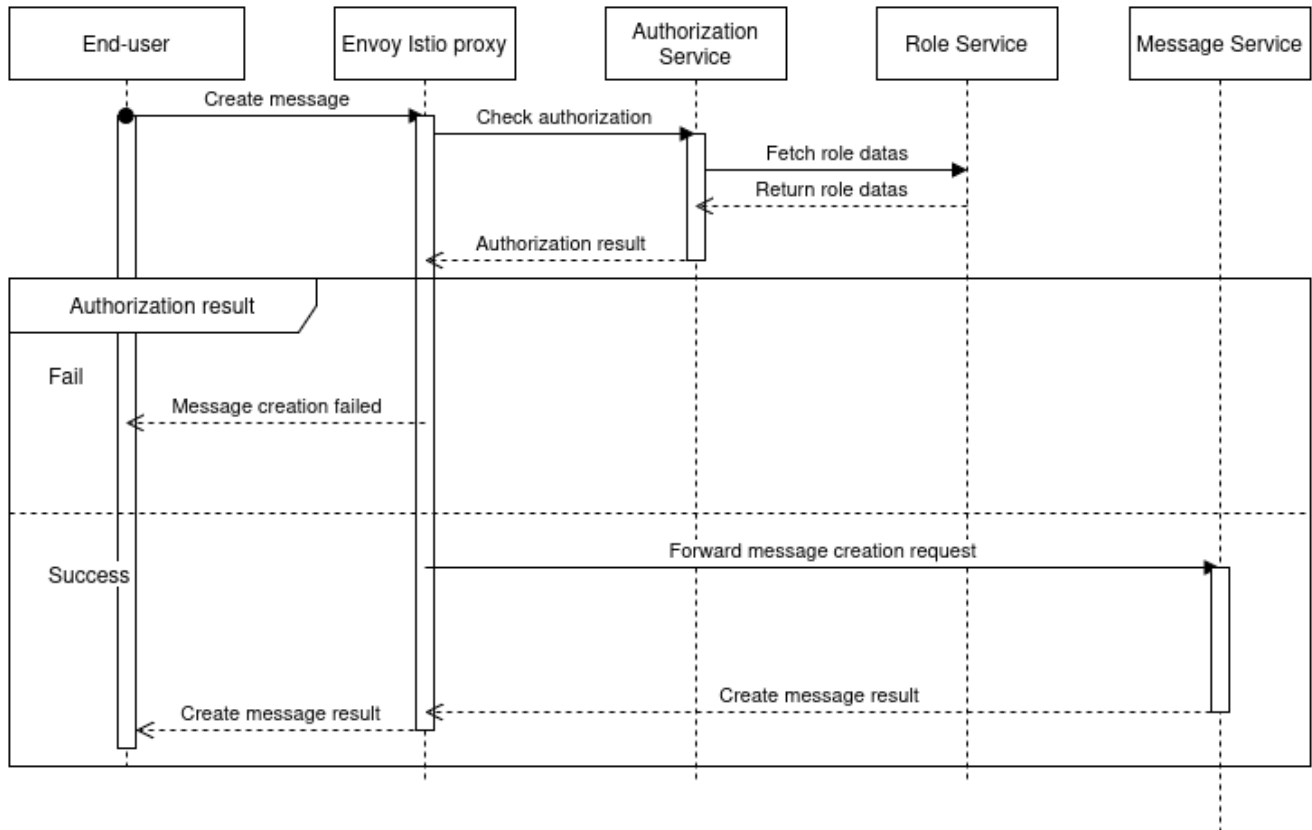 End-user
Envoy Istio proxy
Authorization
Service
Role Service
Message Service
Create message
Check authorization
Fetch role datas
Return role datas
Authorization result
Authorization result
Fail
Message creation failed
Forward message creation request
Success
Create message result
Create message result